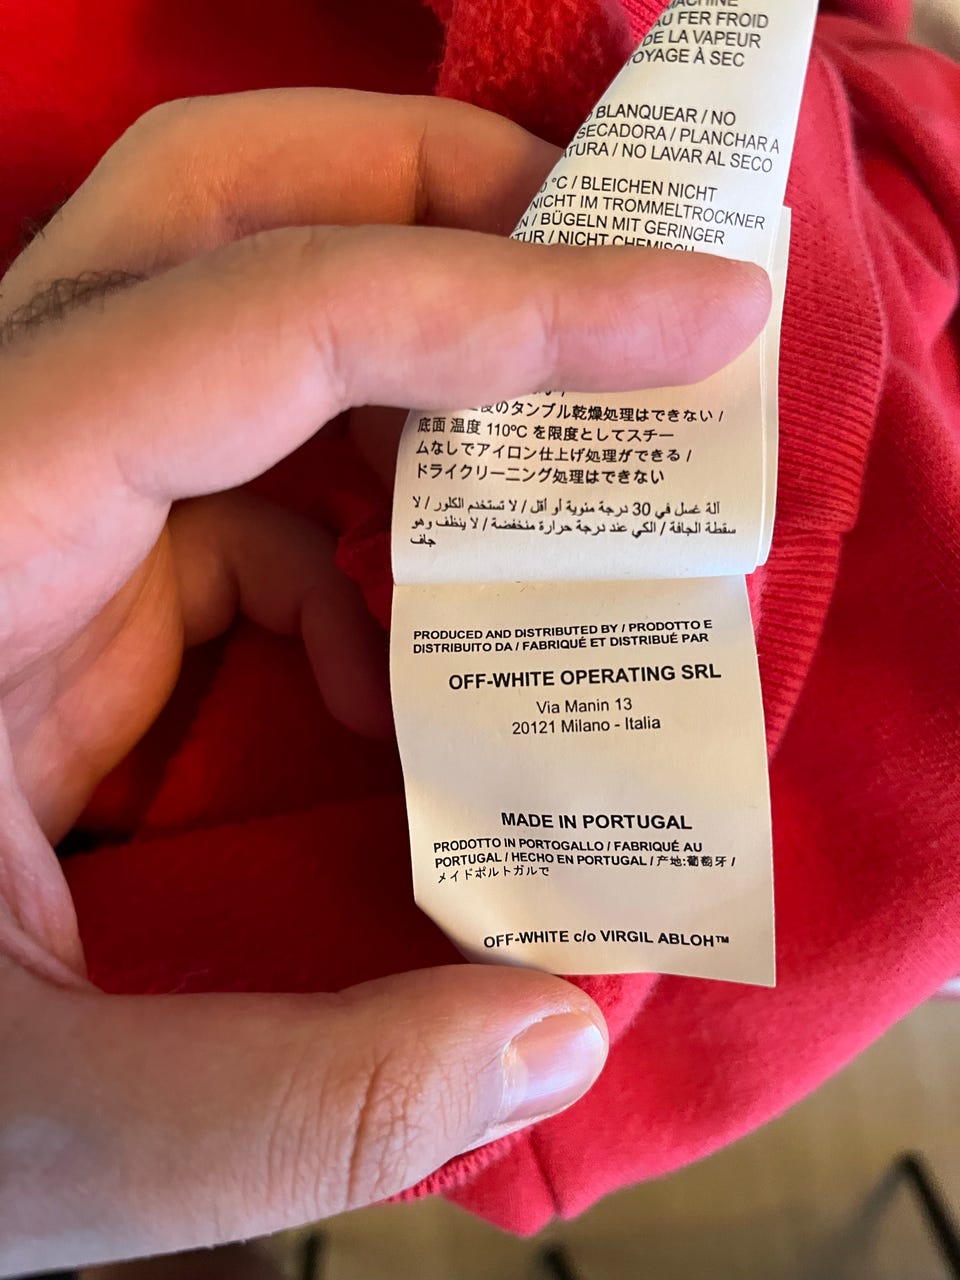 MACHINE
AU FER FROID
DE LA VAPEUR
SEC
BLANQUEAR / NO
SECADORA / PLANCHAR A
/ NO LAVAR AL SECO
°C / BLEICHEN NICHT
NICHT IM TROMMELTROCKNER
/ BÜGELN MIT GERINGER
/ NICHT CHEMISCH
のタンブル乾燥処理はできない /
底面 温度 110ºC を限度としてスチー
ムなしでアイロン仕上げ処理ができる /
ドライクリーニング処理はできない
آلة غسل في 30 درجة مئوية أو أقل / لا تستخدم الكلور / لا
سقطة الجافة / الكي عند درجة حرارة منخفضة / لا ينظف وهو
جاف
PRODUCED AND DISTRIBUTED BY / PRODOTTO E
DISTRIBUITO DA / FABRIQUÉ ET DISTRIBUÉ PAR
OFF-WHITE OPERATING SRL
Via Manin 13
20121 Milano - Italia
MADE IN PORTUGAL
PRODOTTO IN PORTOGALLO / FABRIQUÉ AU
PORTUGAL / HECHO EN PORTUGAL / 产地:葡萄牙 /
メイドポルトガルで
OFF-WHITE c/o VIRGIL ABLOH™